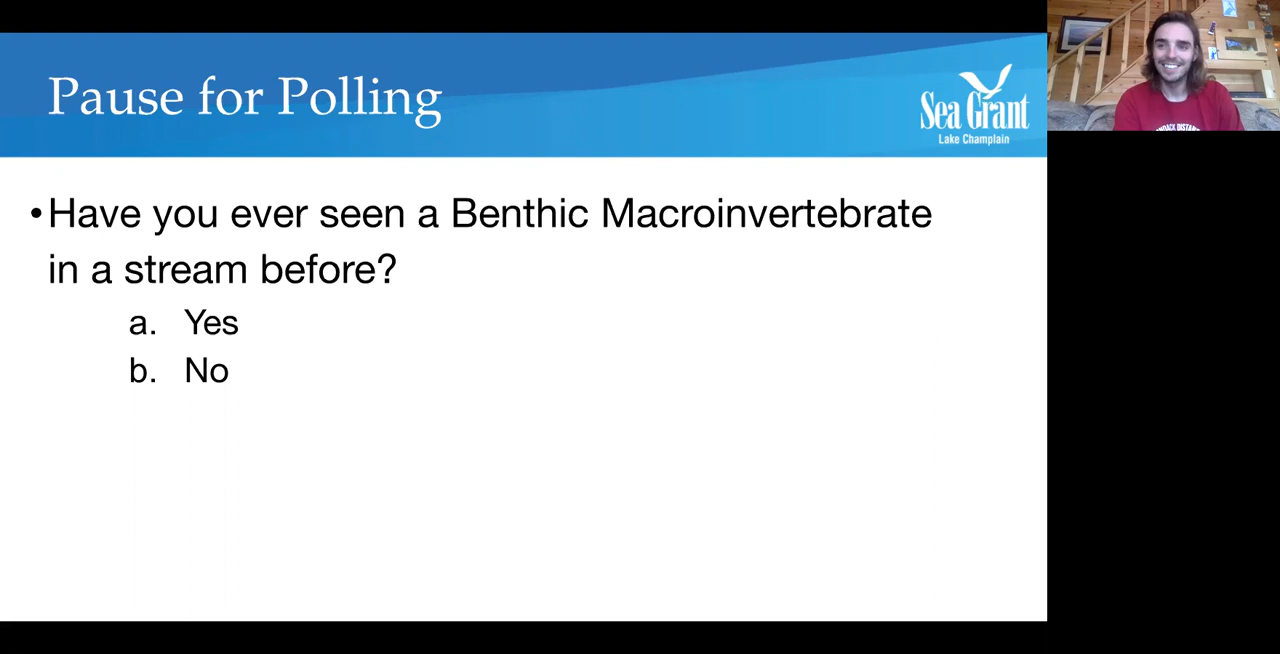 Pause for Polling
Sea Grant
Lake Champlain
•Have you ever seen a Benthic Macroinvertebrate
in a stream before?
a. Yes
b. No